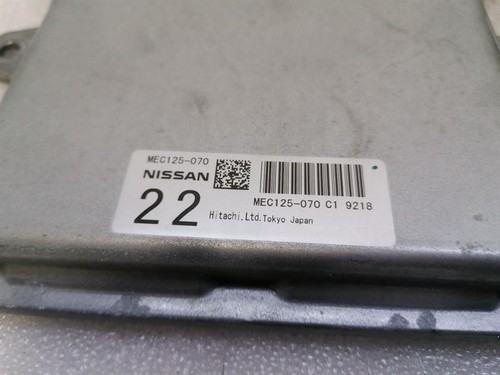 MEC125-070
NISSAN
22
MEC125-070 C1 9218
Hitachi,Ltd.Tokyo Japan